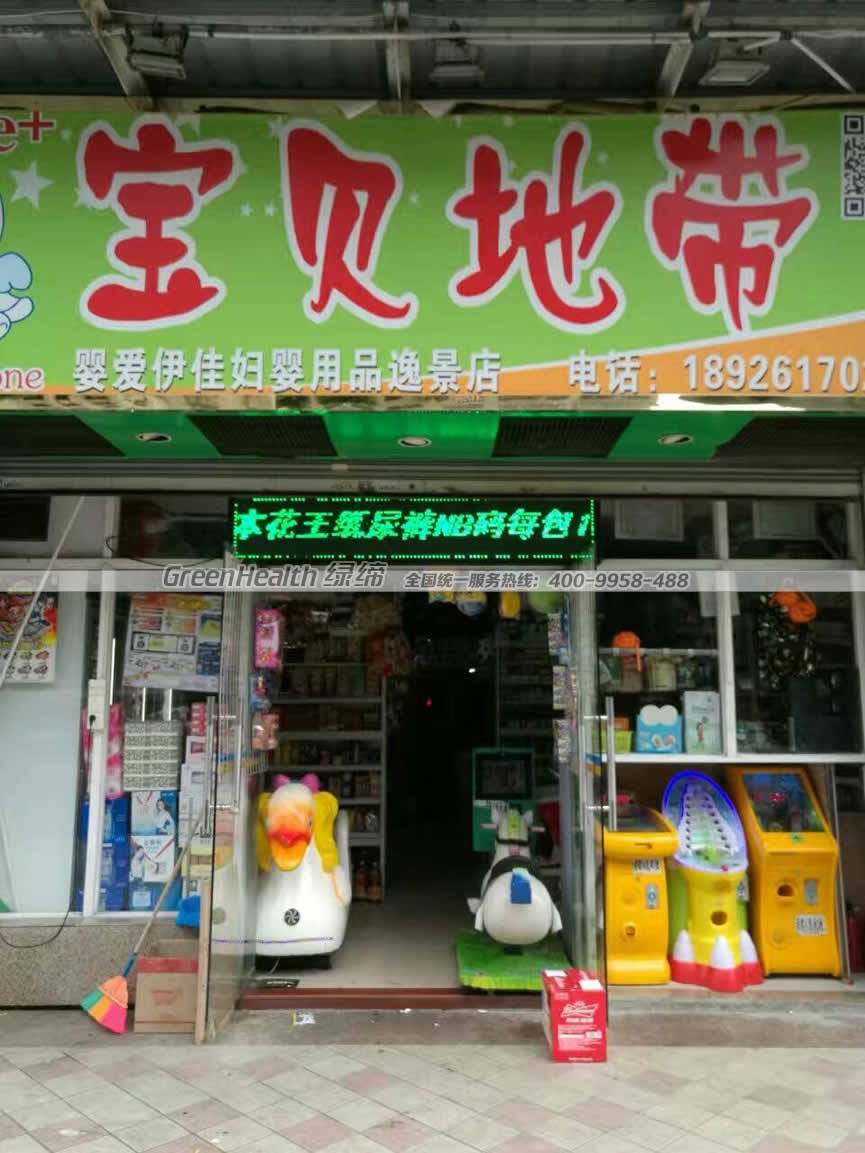 e+
宝贝地带
one
婴爱伊佳妇婴用品逸景店 电话：18926170
本花王纸尿裤NB码每包1
GreenHealth 绿缔 全国统一服务热线：400-9958-488